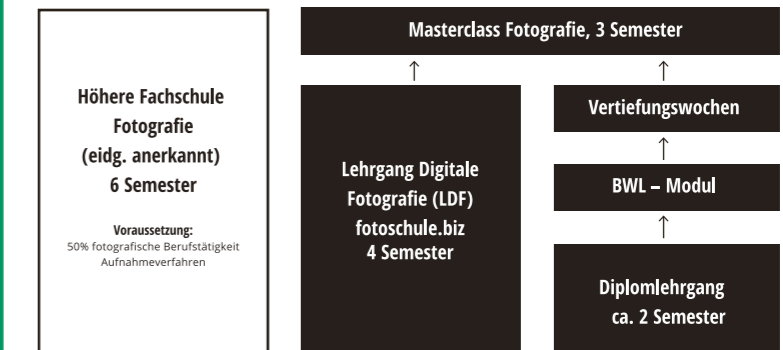 Höhere Fachschule
Fotografie
(eidg. anerkannt)
6 Semester
Voraussetzung:
50% fotografische Berufstätigkeit
Aufnahmeverfahren
Masterclass Fotografie, 3 Semester
Lehrgang Digitale
Fotografie (LDF)
fotoschule.biz
4 Semester
Vertiefungswochen
BWL – Modul
Diplomlehrgang
ca. 2 Semester